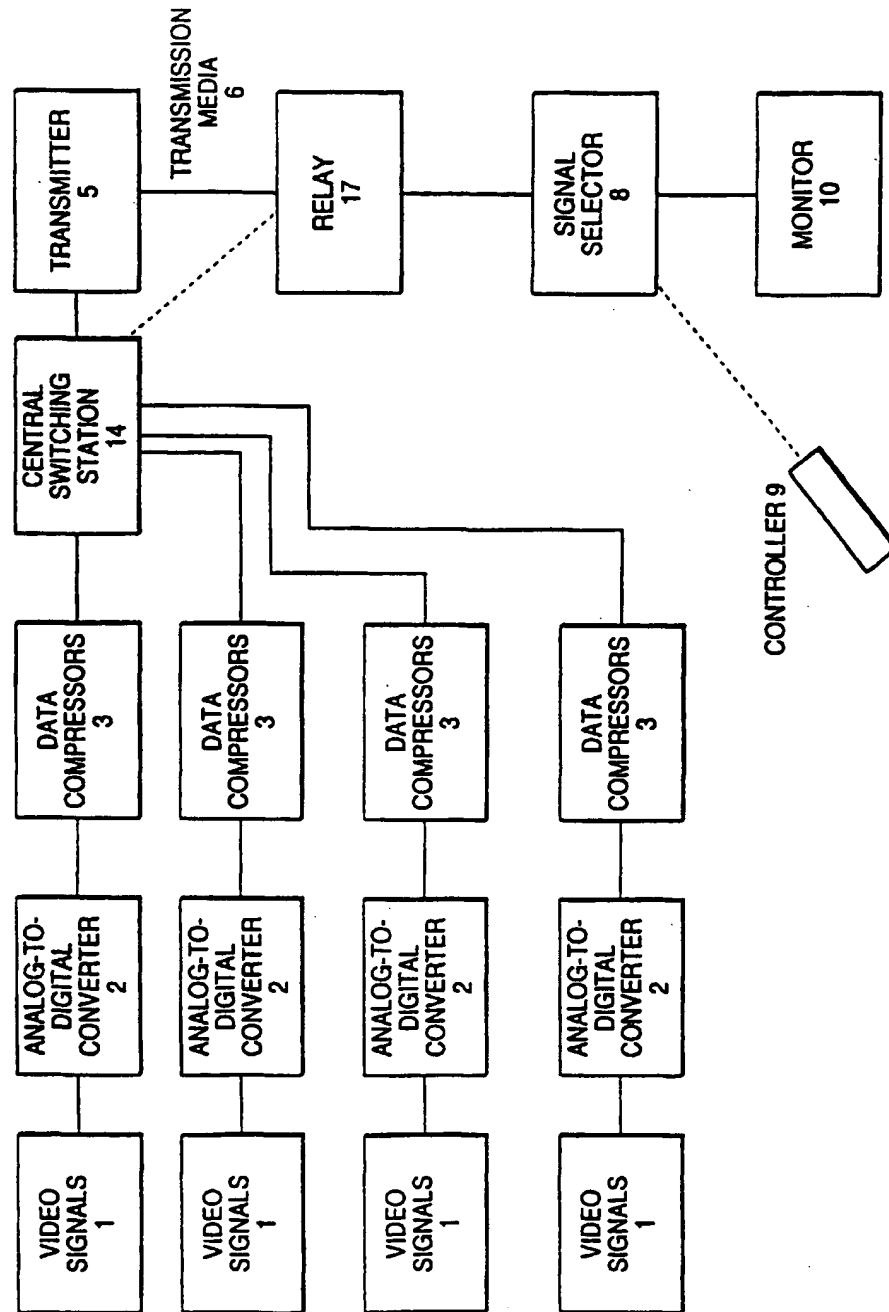 VIDEO
SIGNALS
1
ANALOG-TO-
DIGITAL
CONVERTER
2
DATA
COMPRESSORS
3
CENTRAL
SWITCHING
STATION
14
TRANSMITTER
5
VIDEO
SIGNALS
1
ANALOG-TO-
DIGITAL
CONVERTER
2
DATA
COMPRESSORS
3
TRANSMISSION
MEDIA
6
VIDEO
SIGNALS
1
ANALOG-TO-
DIGITAL
CONVERTER
2
DATA
COMPRESSORS
3
RELAY
17
VIDEO
SIGNALS
1
ANALOG-TO-
DIGITAL
CONVERTER
2
DATA
COMPRESSORS
3
SIGNAL
SELECTOR
8
CONTROLLER 9
MONITOR
10